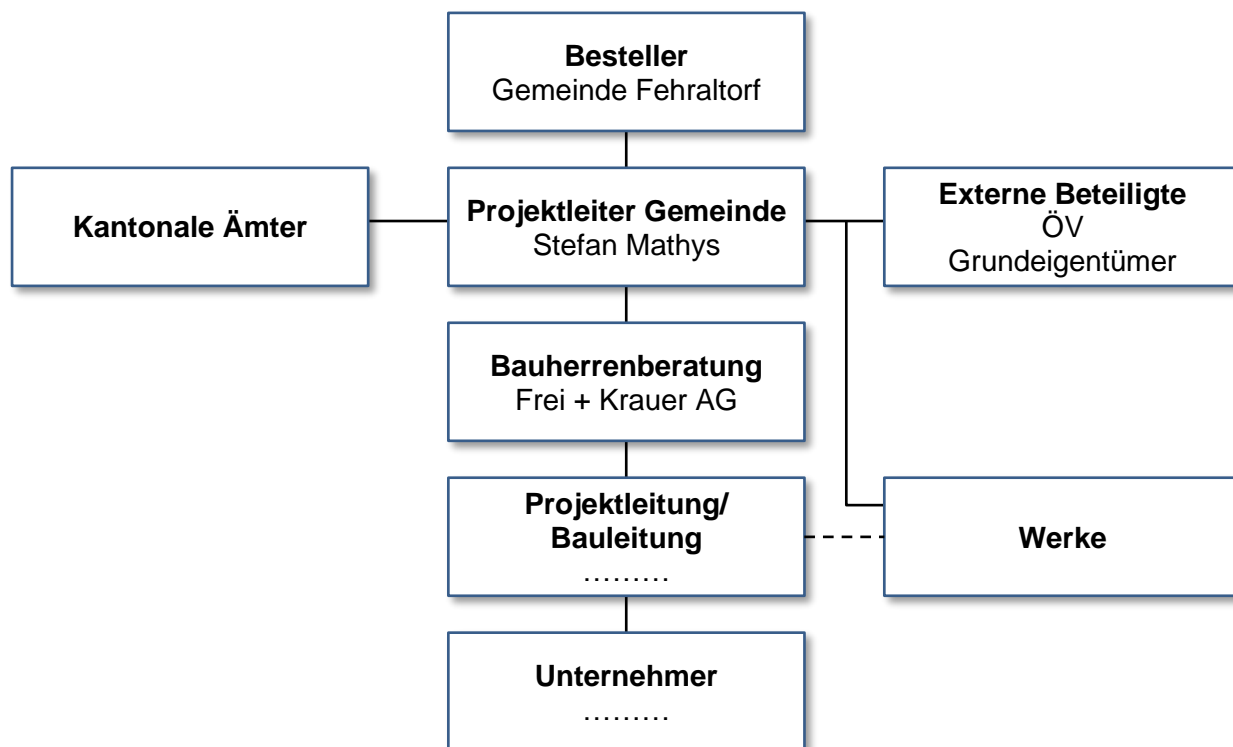 Besteller
Gemeinde Fehraltorf
Kantonale Ämter
Projektleiter Gemeinde
Stefan Mathys
Externe Beteiligte
ÖV
Grundeigentümer
Bauherrenberatung
Frei + Krauer AG
Projektleitung/
Bauleitung
.........
Werke
Unternehmer
.........